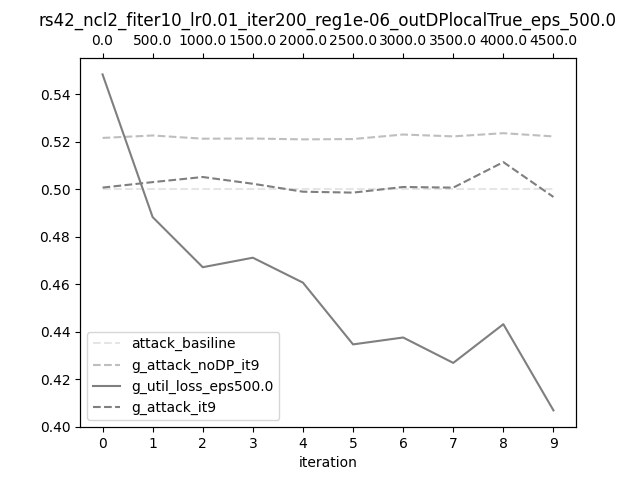 rs42_ncl2_fiter10_lr0.01_iter200_reg1e-06_outDPlocalTrue_eps_500.0
0.0 500.0 1000.0 1500.0 2000.0 2500.0 3000.0 3500.0 4000.0 4500.0
0.54
0.52
0.50
0.48
0.46
0.44
0.42
0.40
attack_basiline
g_attack_noDP_it9
g_util_loss_eps500.0
g_attack_it9
0 1 2 3 4 5 6 7 8 9
iteration